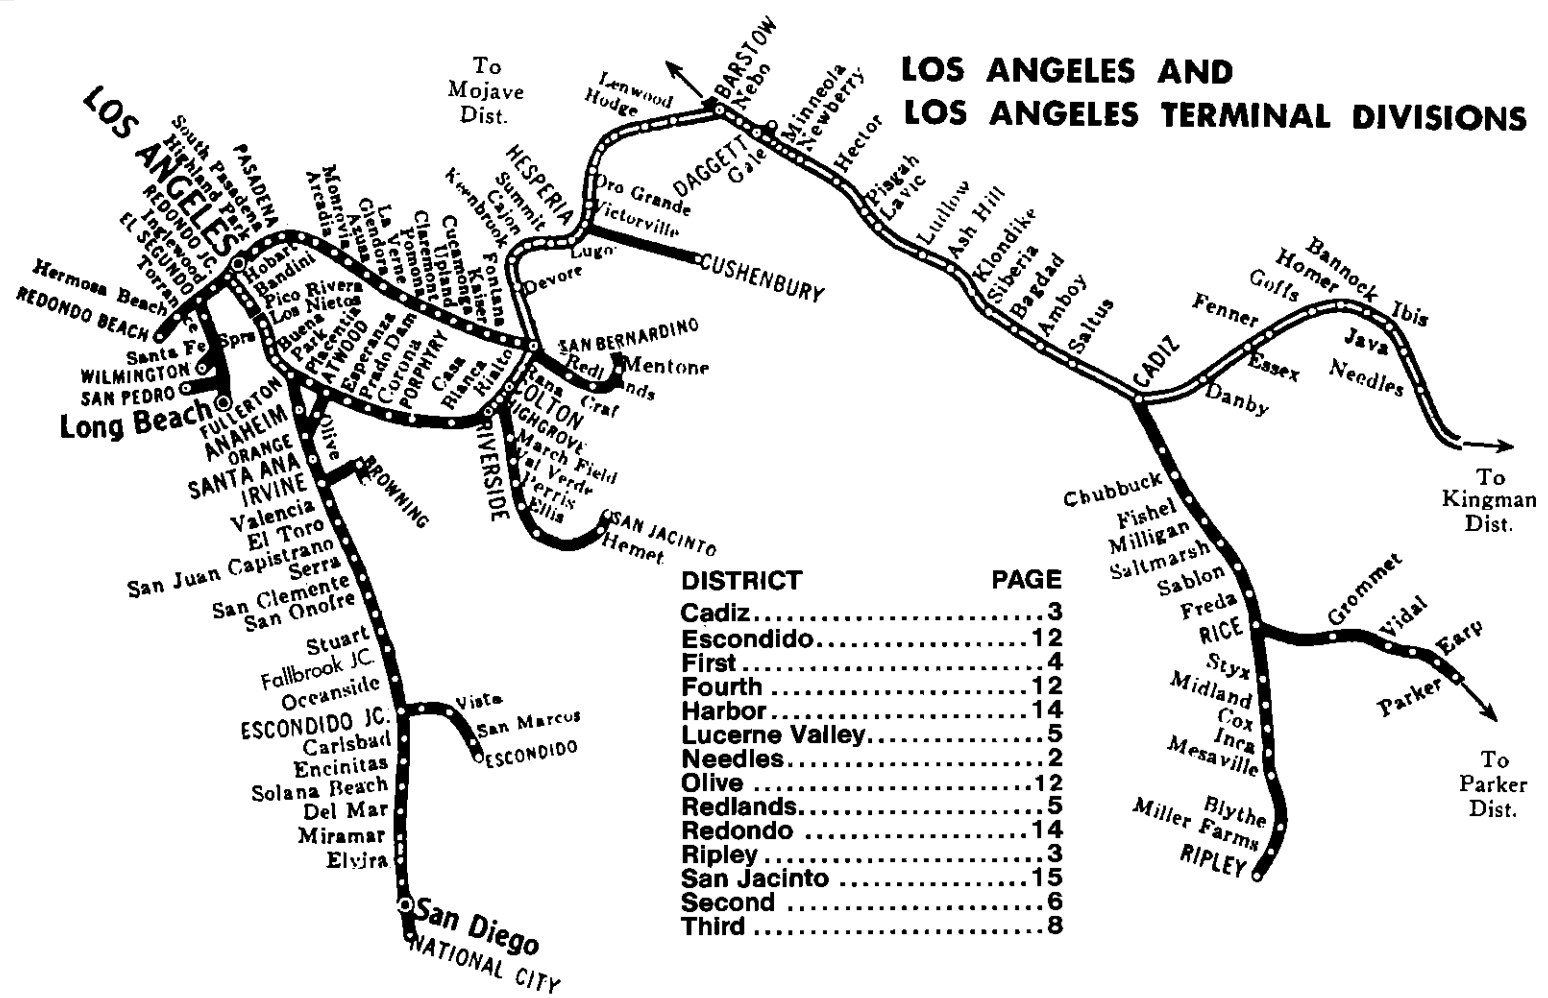 LOS ANGELES AND
LOS ANGELES TERMINAL DIVISIONS
To
Mojave
Dist.
BARSTOW
Nebo
Lenwood
Hodge
DAGGETT
Gale
Minneola
Newberry
Hector
Pisgah
Lavic
Ludlow
Ash Hill
Klondike
Siberia
Bagdad
Amboy
Saltus
CADIZ
Danby
Essex
Fenner
Goffs
Homer
Bannock
Ibis
Java
Needles
To
Kingman
Dist.
Oro Grande
Victorville
CUSHENBURY
HESPERIA
Lugo
Summit
Cajon
Keenbrook
Devore
SAN BERNARDINO
Redlands
Mentone
Craf
LOS ANGELES
PASADENA
South Pasadena
Highland Park
REDONDO JC.
Inglewood
EL SEGUNDO
Torrance
Hermosa Beach
REDONDO BEACH
Santa Fe Spra
WILMINGTON
SAN PEDRO
Long Beach
Arcadia
Monrovia
Azusa
Glendora
La Verne
Pomona
Claremont
Upland
Cucamonga
Kaiser
Fontana
Hobart
Bandini
Pico Rivera
Los Nietos
Buena Park
Placentia
ATWOOD
Esperanza
Prado Dam
Corona
PORPHYRY
Casa Blanca
Rialto
Rana
COLTON
HIGHGROVE
RIVERSIDE
March Field
Val Verde
Perris
Ellis
SAN JACINTO
Hemet
FULLERTON
ANAHEIM
ORANGE
Olive
SANTA ANA
IRVINE
BROWNING
Valencia
El Toro
San Juan Capistrano
Serra
San Clemente
San Onofre
Stuart
Fallbrook JC.
Oceanside
ESCONDIDO JC.
Vista
San Marcus
ESCONDIDO
Carlsbad
Encinitas
Solana Beach
Del Mar
Miramar
Elvira
San Diego
NATIONAL CITY
Chubbuck
Fishel
Milligan
Saltmarsh
Sablon
Freda
RICE
Grommet
Vidal
Earp
Parker
To
Parker
Dist.
Styx
Midland
Cox
Inca
Mesaville
Blythe
Miller Farms
RIPLEY
DISTRICT PAGE
Cadiz....................3
Escondido...............12
First....................4
Fourth..................12
Harbor..................14
Lucerne Valley...........5
Needles..................2
Olive...................12
Redlands.................5
Redondo.................14
Ripley...................3
San Jacinto.............15
Second...................6
Third....................8